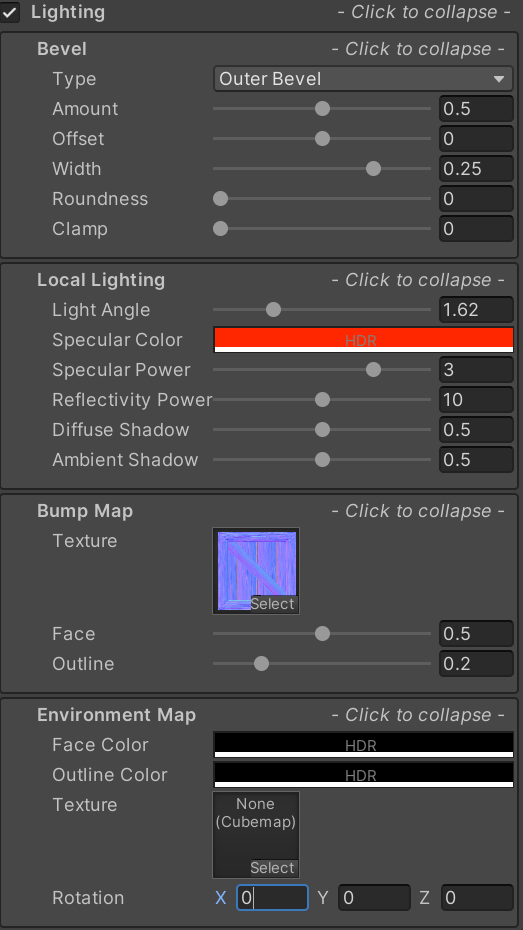 Lighting - Click to collapse -
Bevel - Click to collapse -
Type Outer Bevel
Amount 0.5
Offset 0
Width 0.25
Roundness 0
Clamp 0
Local Lighting - Click to collapse -
Light Angle 1.62
Specular Color HDR
Specular Power 3
Reflectivity Power 10
Diffuse Shadow 0.5
Ambient Shadow 0.5
Bump Map - Click to collapse -
Texture
Select
Face 0.5
Outline 0.2
Environment Map - Click to collapse -
Face Color HDR
Outline Color HDR
Texture None
(Cubemap)
Select
Rotation X 0 Y 0 Z 0